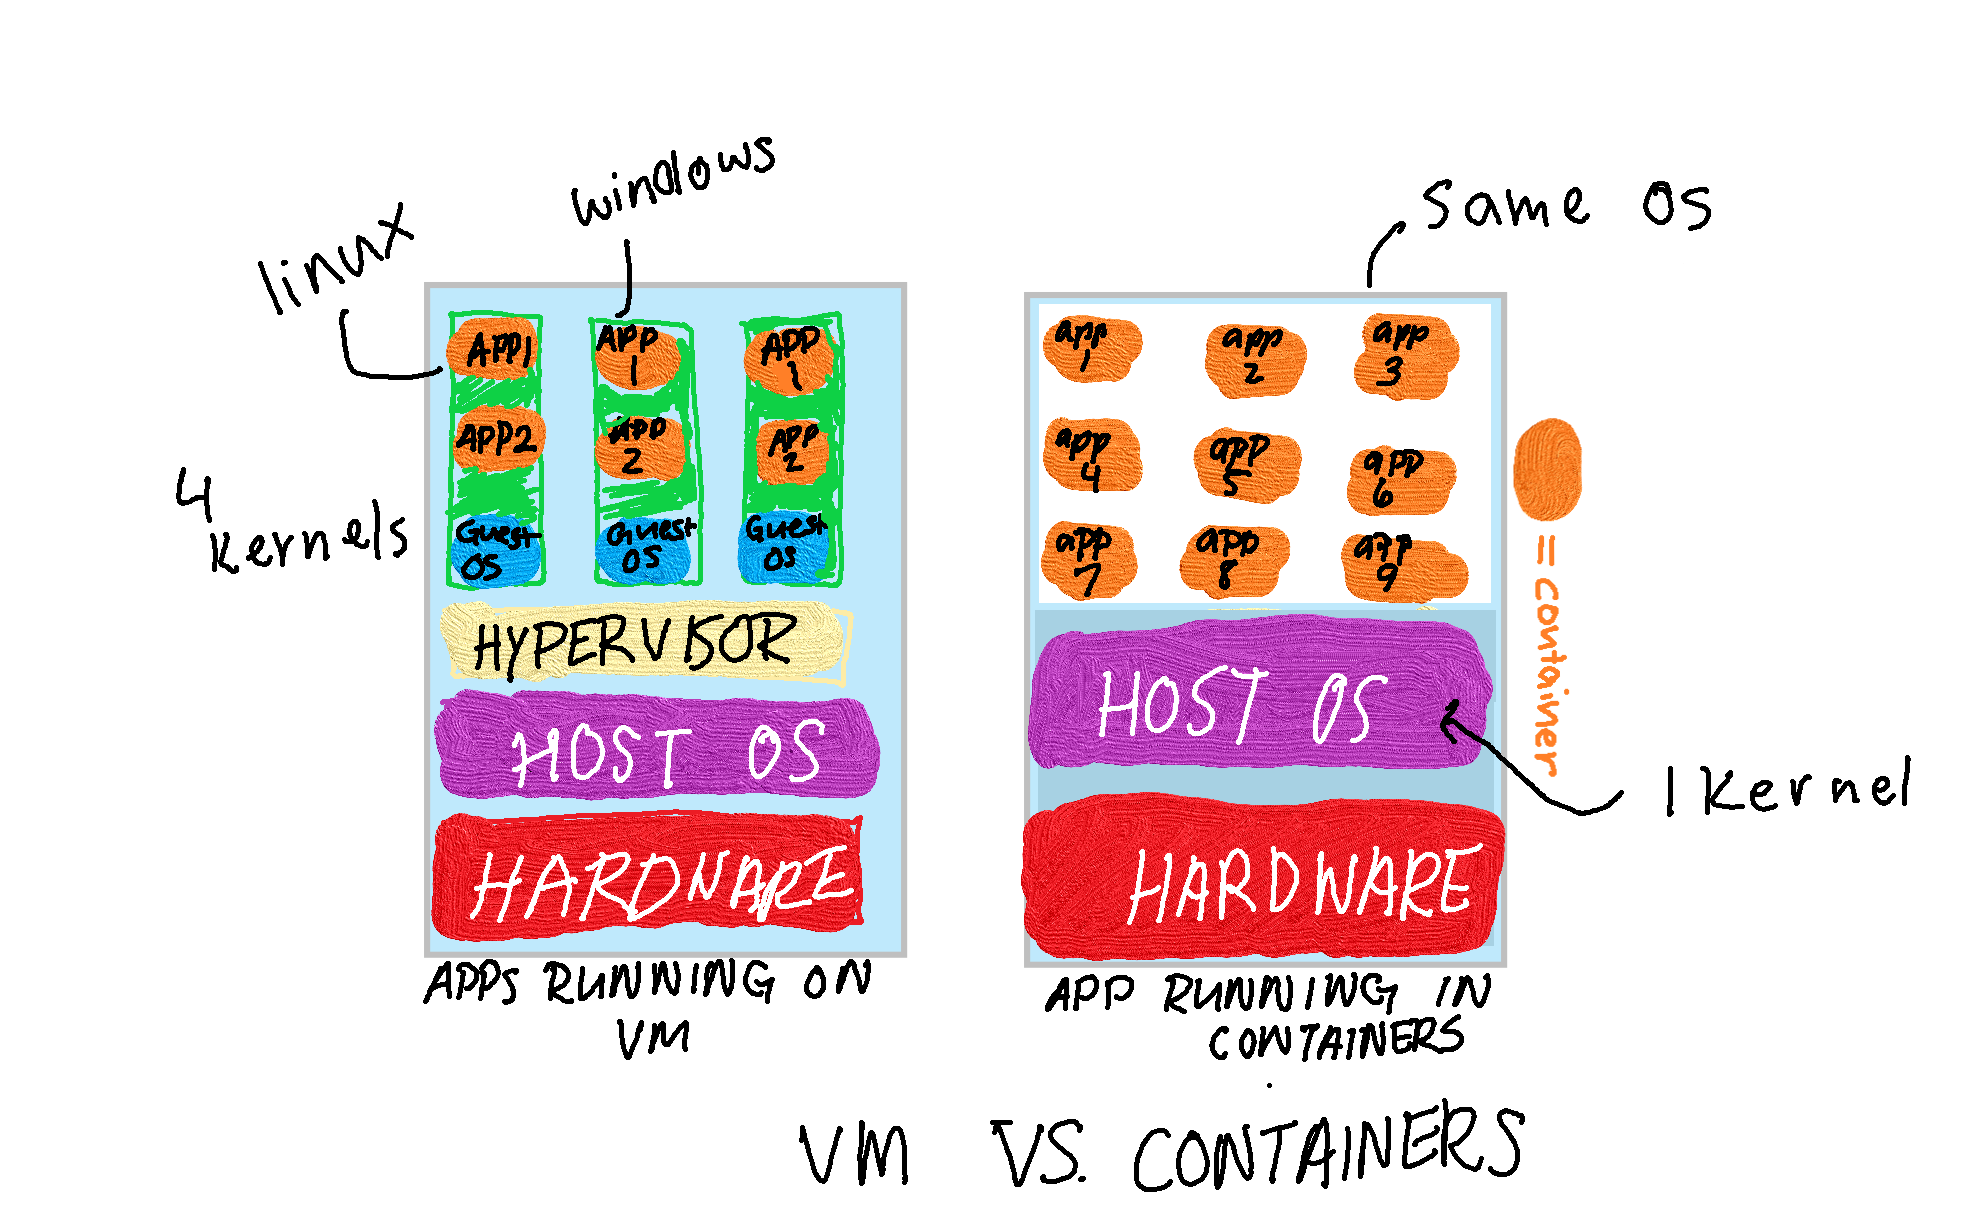 linux
windows
APP1
APP
1
APP
1
APP2
app
2
APP
2
4
kernels
Guest
OS
Guest
OS
Guest
OS
HYPERVISOR
HOST OS
HARDWARE
APPS RUNNING ON
VM
same OS
app
1
app
2
app
3
app
4
app
5
app
6
app
7
app
8
app
9
= container
HOST OS
1 Kernel
HARDWARE
APP RUNNING IN
CONTAINERS
VM VS. CONTAINERS